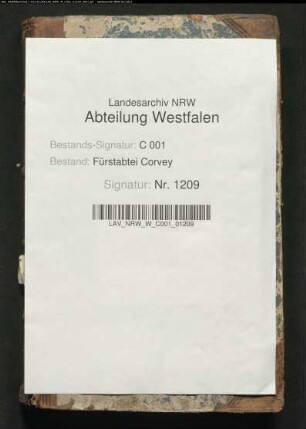 Landesarchiv NRW
Abteilung Westfalen
Bestands-Signatur: C 001
Bestand: Fürstabtei Corvey
Signatur: Nr. 1209
LAV_NRW_W_C001_01209